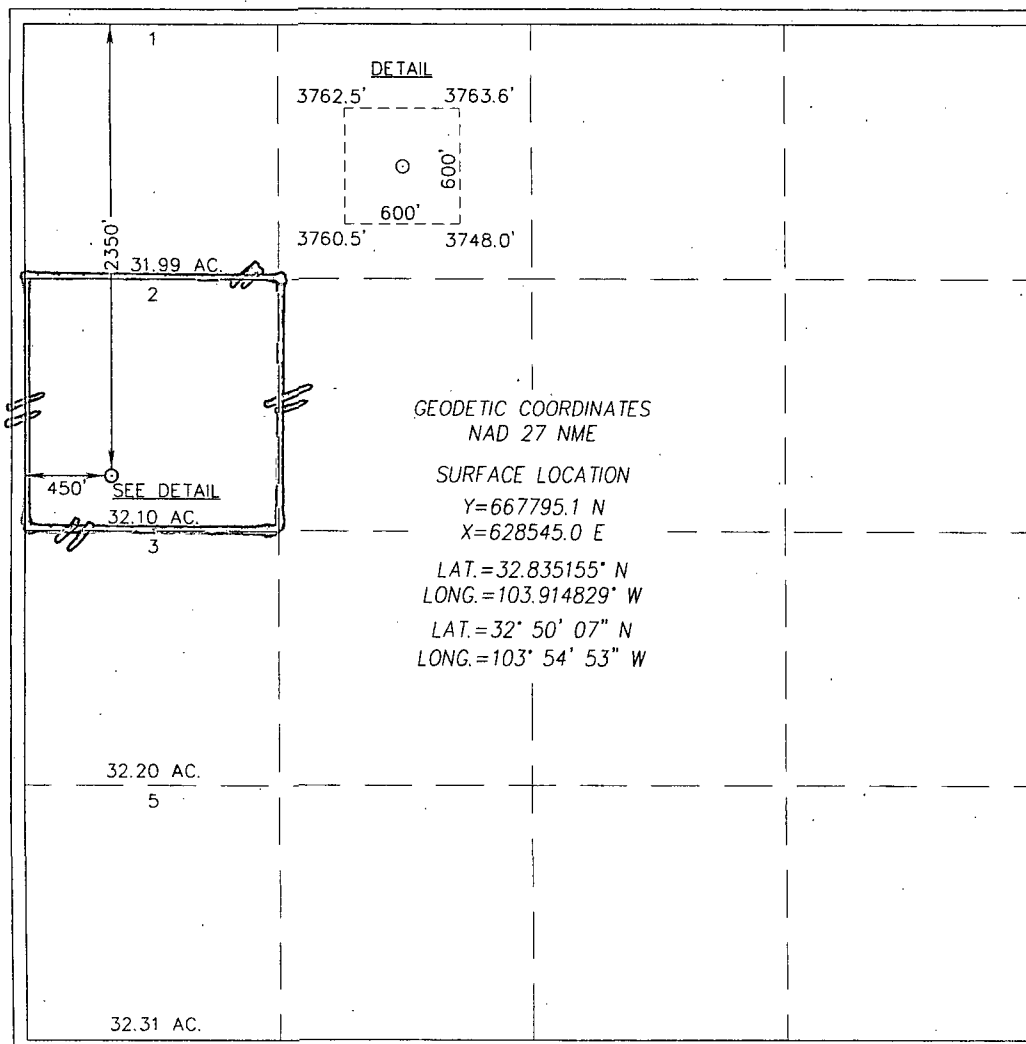 1
DETAIL
3762.5' 3763.6'
600'
600'
3760.5' 3748.0'
2350'
31.99 AC.
2
450'
SEE DETAIL
32.10 AC.
3
GEODETIC COORDINATES
NAD 27 NME
SURFACE LOCATION
Y=667795.1 N
X=628545.0 E
LAT.=32.835155° N
LONG.=103.914829° W
LAT.=32° 50' 07" N
LONG.=103° 54' 53" W
32.20 AC.
5
32.31 AC.